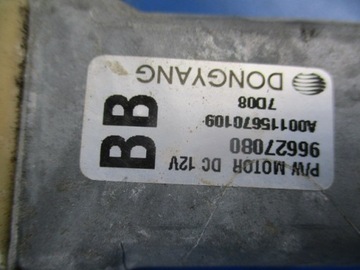 P/W MOTOR DC 12V
96627080
A00115670109
7D08
DONGYANG
BB